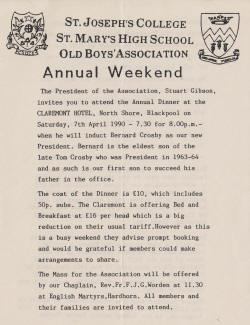 ST. JOSEPH'S COLLEGE
ST. MARY'S HIGH SCHOOL
OLD BOYS' ASSOCIATION
Annual Weekend
The President of the Association, Stuart Gibson,
invites you to attend the Annual Dinner at the
CLAREMONT HOTEL, North Shore, Blackpool on
Saturday, 7th April 1990 - 7.30 for 8.00p.m.-
when he will induct Bernard Crosby as our new
President. Bernard is the eldest son of the
late Tom Crosby who was President in 1963-64
and as such is our first son to succeed his
father in the office.
The cost of the Dinner is £10, which includes
50p. subs. The Claremont is offering Bed and
Breakfast at £16 per head which is a big
reduction on their usual tariff.However as this
is a busy weekend they advise prompt booking
and would be grateful if members could make
arrangements to share.
The Mass for the Association will be offered
by our Chaplain, Rev.Fr.F.J.G.Worden at 11.30
at English Martyrs,Hardhorn. All members and
their families are invited to attend.